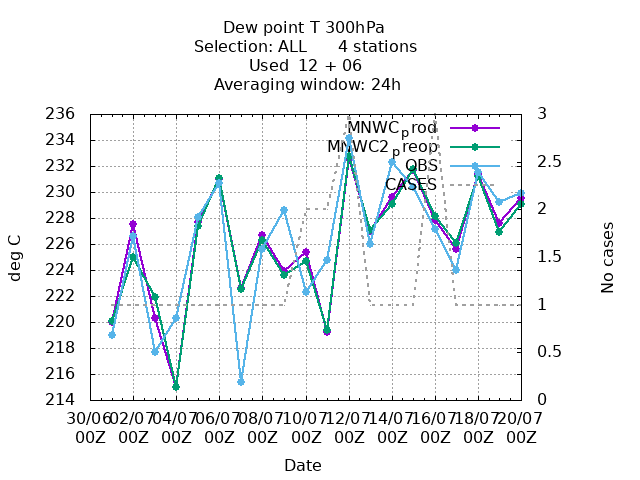 Dew point T 300hPa
Selection: ALL 4 stations
Used 12 + 06
Averaging window: 24h
236 3
MNWCprod
234
MNWC2preop
232 2.5
OBS
230
CASES
228 2
226
224 1.5
222
220 1
218
216 0.5
214 0
deg C
No cases
30/06 02/07 04/07 06/07 08/07 10/07 12/07 14/07 16/07 18/07 20/07
00Z 00Z 00Z 00Z 00Z 00Z 00Z 00Z 00Z 00Z 00Z
Date